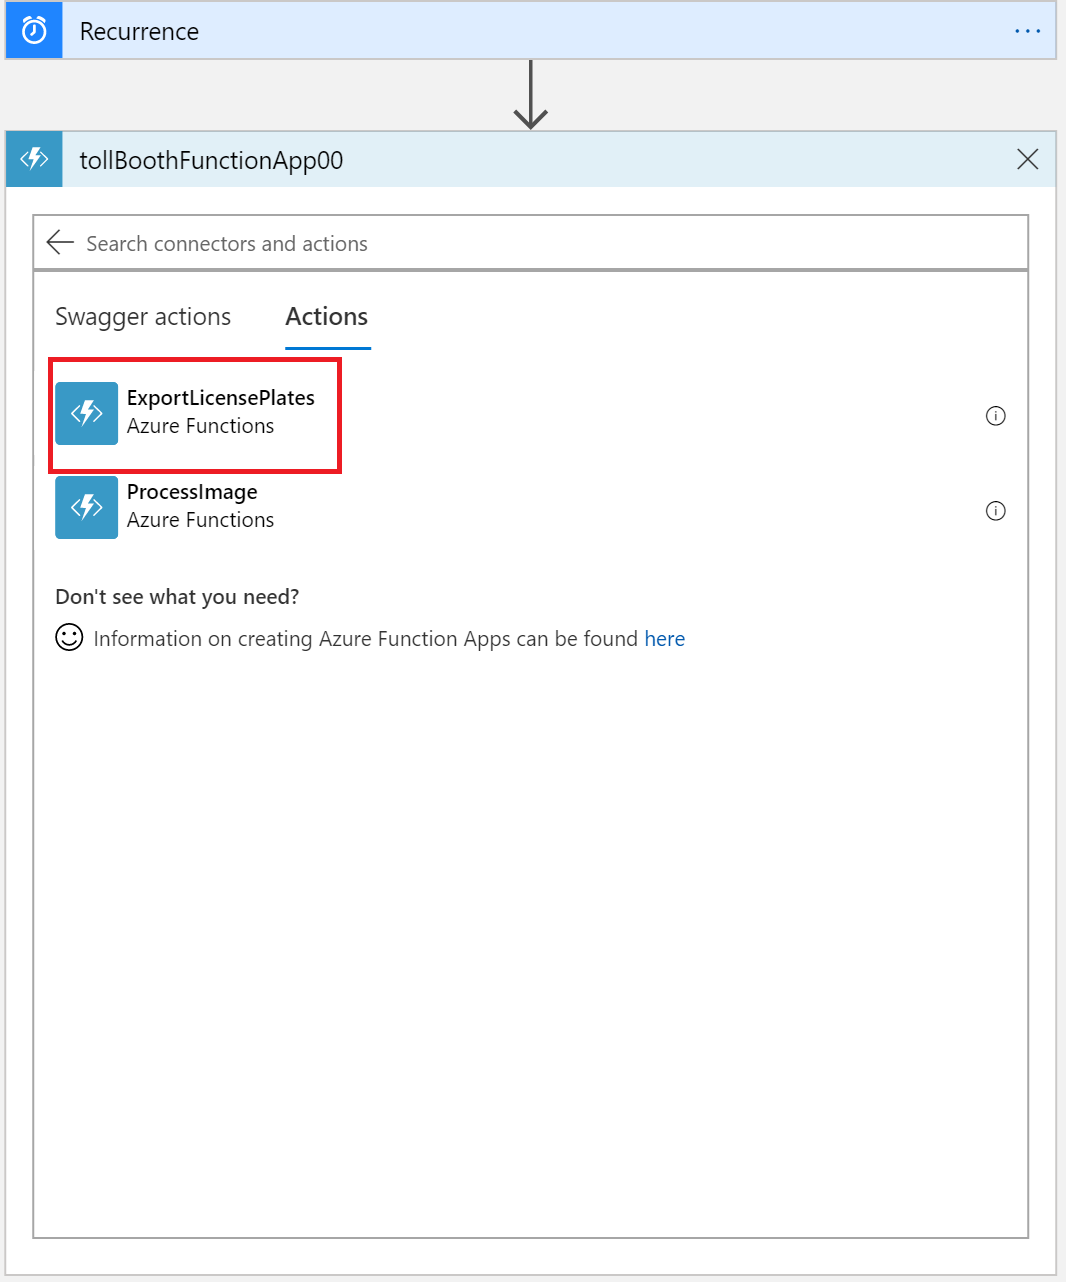 Recurrence
tollBoothFunctionApp00
Search connectors and actions
Swagger actions Actions
ExportLicensePlates
Azure Functions
ProcessImage
Azure Functions
Don't see what you need?
Information on creating Azure Function Apps can be found here